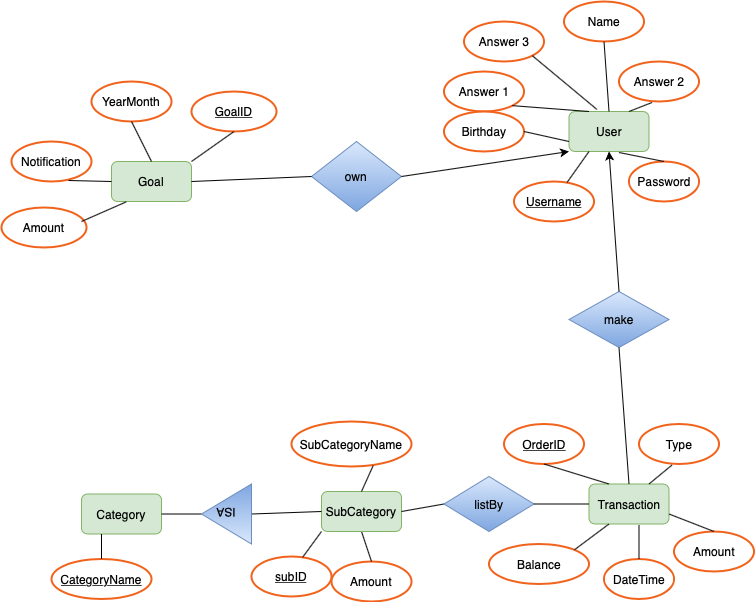 Name
Answer 3
Answer 2
Answer 1
YearMonth
GoalID
Birthday
User
Notification
Goal
own
Password
Username
Amount
make
OrderID
Type
SubCategoryName
Category
ISA
SubCategory
listBy
Transaction
CategoryName
subID
Amount
Balance
DateTime
Amount